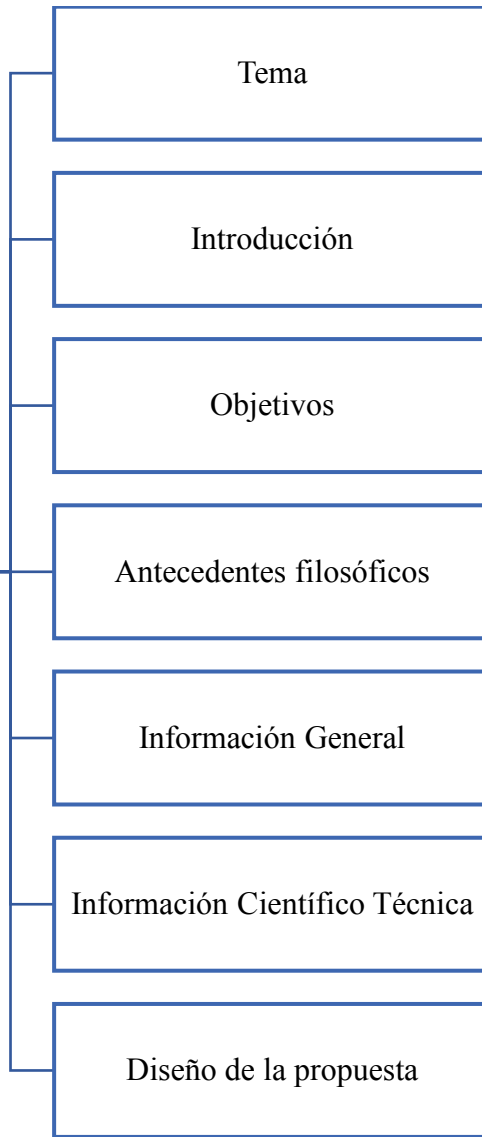 Tema
Introducción
Objetivos
Antecedentes filosóficos
Información General
Información Científico Técnica
Diseño de la propuesta